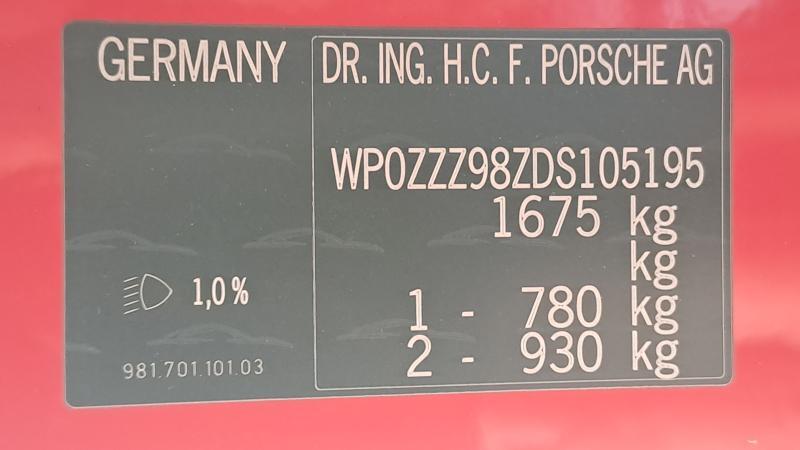 GERMANY
DR. ING. H.C. F. PORSCHE AG
WP0ZZZ98ZDS105195
1675 kg
kg
1 - 780 kg
2 - 930 kg
1,0%
981.701.101.03